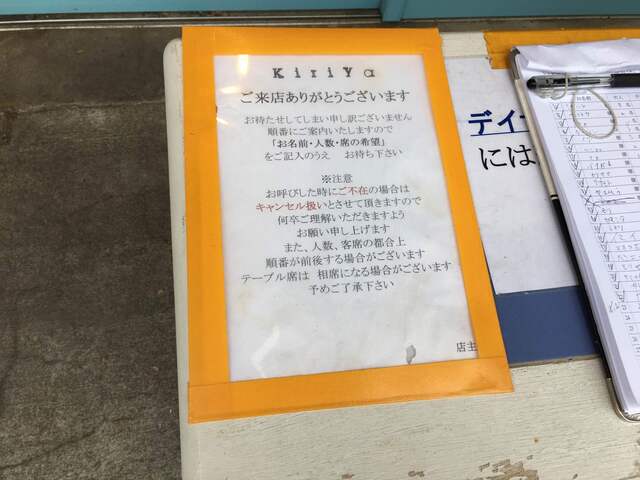 KiriYa
ご来店ありがとうございます
お待たせしてしまい申し訳ございません
順番にご案内いたしますので
「お名前・人数・席の希望」
をご記入のうえ　お待ち下さい
※注意
お呼びした時にご不在の場合は
キャンセル扱いとさせて頂きますので
何卒ご理解いただきますよう
お願い申し上げます
また、人数、客席の都合上
順番が前後する場合がございます
テーブル席は 相席になる場合がございます
予めご了承下さい
店主
ディ
には